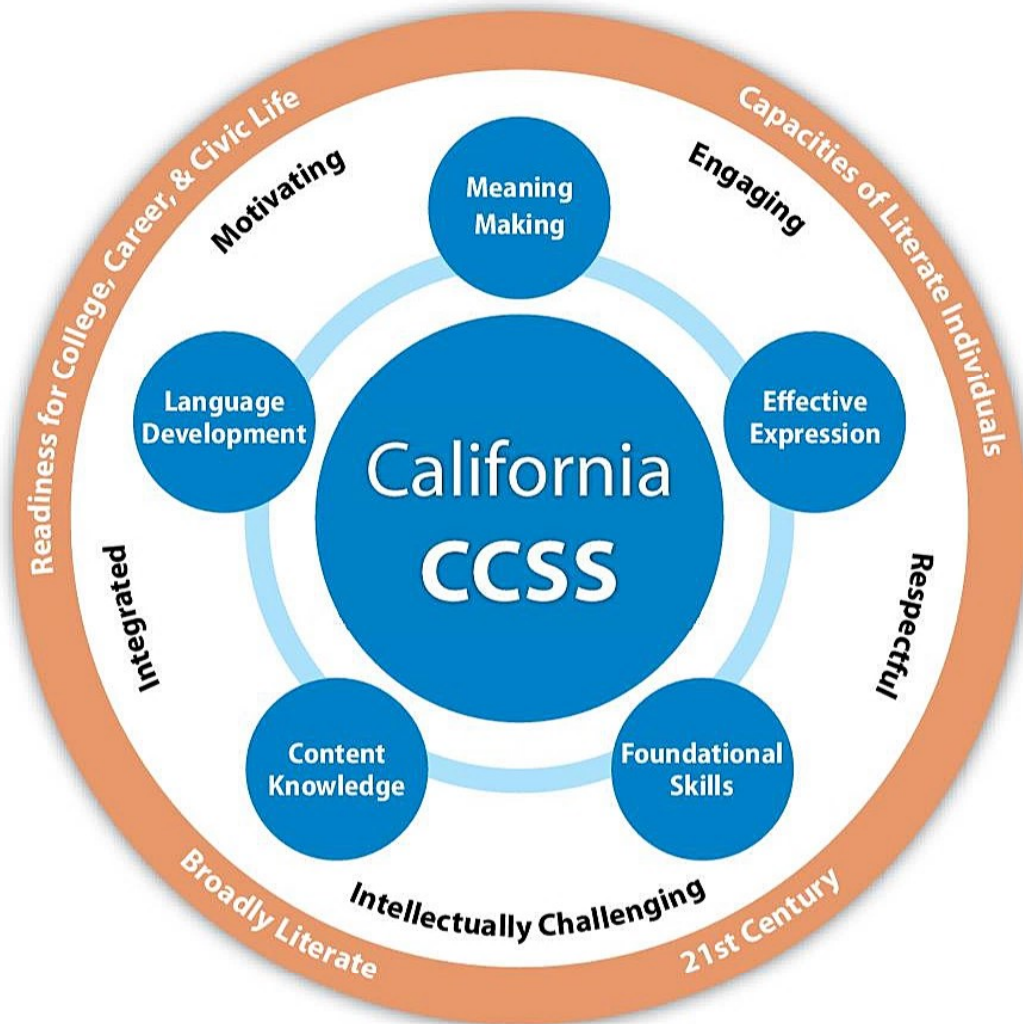 Readiness for College, Career, & Civic Life
Capacities of Literate Individuals
Motivating
Engaging
Meaning
Making
Language
Development
Effective
Expression
California
CCSS
Integrated
Respectful
Content
Knowledge
Foundational
Skills
Intellectually Challenging
Broadly Literate
21st Century